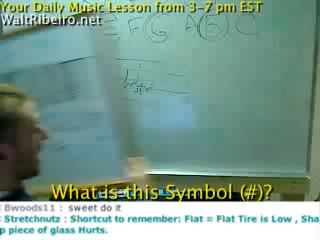 Your Daily Music Lesson from 3-7 pm EST
WaltRibeiro.net
E F G A E C
What is this Symbol (#)?
Bwoods11 : sweet do it
Stretchnutz : Shortcut to remember: Flat = Flat Tire is Low , Sha
p piece of glass Hurts.